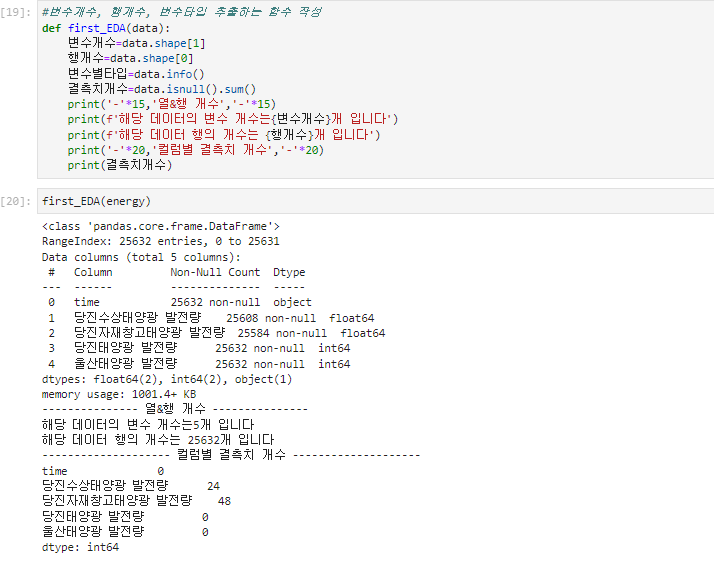 [19]: #변수개수, 행개수, 변수타입 추출하는 함수 작성
def first_EDA(data):
    변수개수=data.shape[1]
    행개수=data.shape[0]
    변수별타입=data.info()
    결측치개수=data.isnull().sum()
    print('-'*15,'열&행 개수','-'*15)
    print(f'해당 데이터의 변수 개수는{변수개수}개 입니다')
    print(f'해당 데이터 행의 개수는 {행개수}개 입니다')
    print('-'*20,'컬럼별 결측치 개수','-'*20)
    print(결측치개수)
[20]: first_EDA(energy)
<class 'pandas.core.frame.DataFrame'>
RangeIndex: 25632 entries, 0 to 25631
Data columns (total 5 columns):
 #   Column         Non-Null Count  Dtype
---  ------         --------------  -----
 0   time           25632 non-null  object
 1   당진수상태양광 발전량    25608 non-null  float64
 2   당진자재창고태양광 발전량  25584 non-null  float64
 3   당진태양광 발전량      25632 non-null  int64
 4   울산태양광 발전량      25632 non-null  int64
dtypes: float64(2), int64(2), object(1)
memory usage: 1001.4+ KB
--------------- 열&행 개수 ---------------
해당 데이터의 변수 개수는5개 입니다
해당 데이터 행의 개수는 25632개 입니다
-------------------- 컬럼별 결측치 개수 --------------------
time              0
당진수상태양광 발전량      24
당진자재창고태양광 발전량    48
당진태양광 발전량         0
울산태양광 발전량         0
dtype: int64